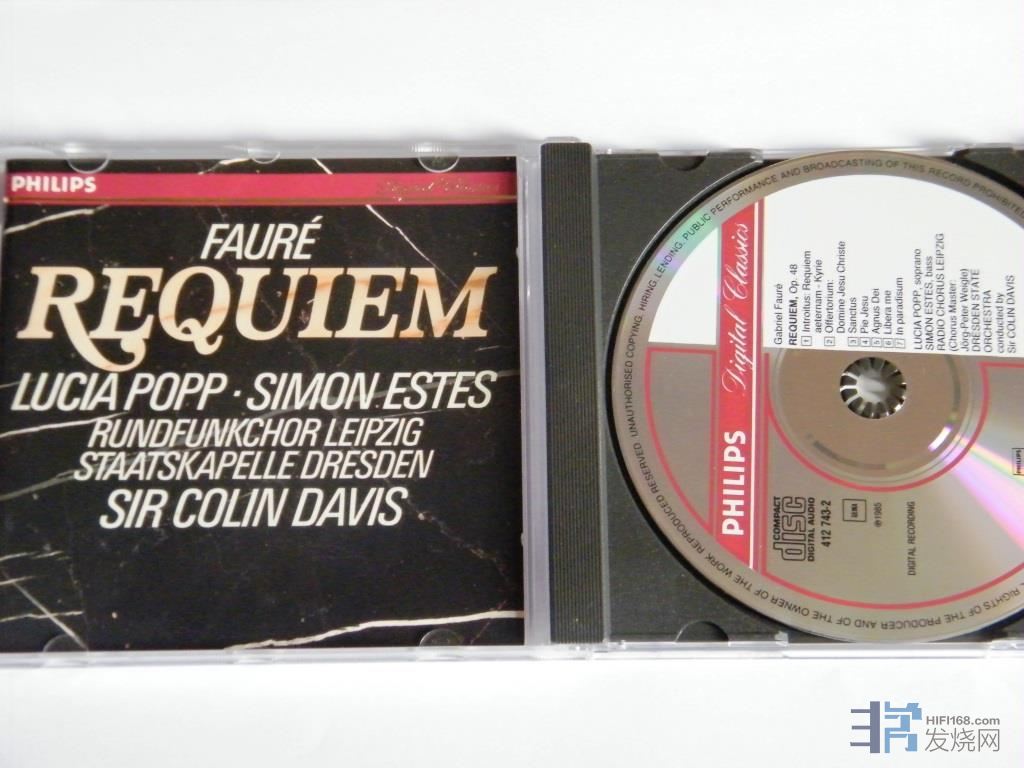 PHILIPS
Digital Classics
FAURÉ
REQUIEM
LUCIA POPP · SIMON ESTES
RUNDFUNKCHOR LEIPZIG
STAATSKAPELLE DRESDEN
SIR COLIN DAVIS
RIGHTS OF THE PRODUCER AND OF THE OWNER OF THE WORK REPRODUCED RESERVED. UNAUTHORISED COPYING, HIRING, LENDING, PUBLIC PERFORMANCE AND BROADCASTING OF THIS RECORD PROHIBITED
PHILIPS Digital Classics
Gabriel Fauré
REQUIEM, Op. 48
1 Introitus: Requiem
aeternam - Kyrie
2 Offertorium:
Domine Jesu Christe
3 Sanctus
4 Pie Jesu
5 Agnus Dei
6 Libera me
7 In paradisum
LUCIA POPP, soprano
SIMON ESTES, bass
RADIO CHORUS LEIPZIG
(Chorus Master:
Jörg-Peter Weigle)
DRESDEN STATE
ORCHESTRA
conducted by
Sir COLIN DAVIS
COMPACT
disc
DIGITAL AUDIO
412 743-2
GEMA
℗1985
DIGITAL RECORDING
PHILIPS
HIFI168.com
发烧网